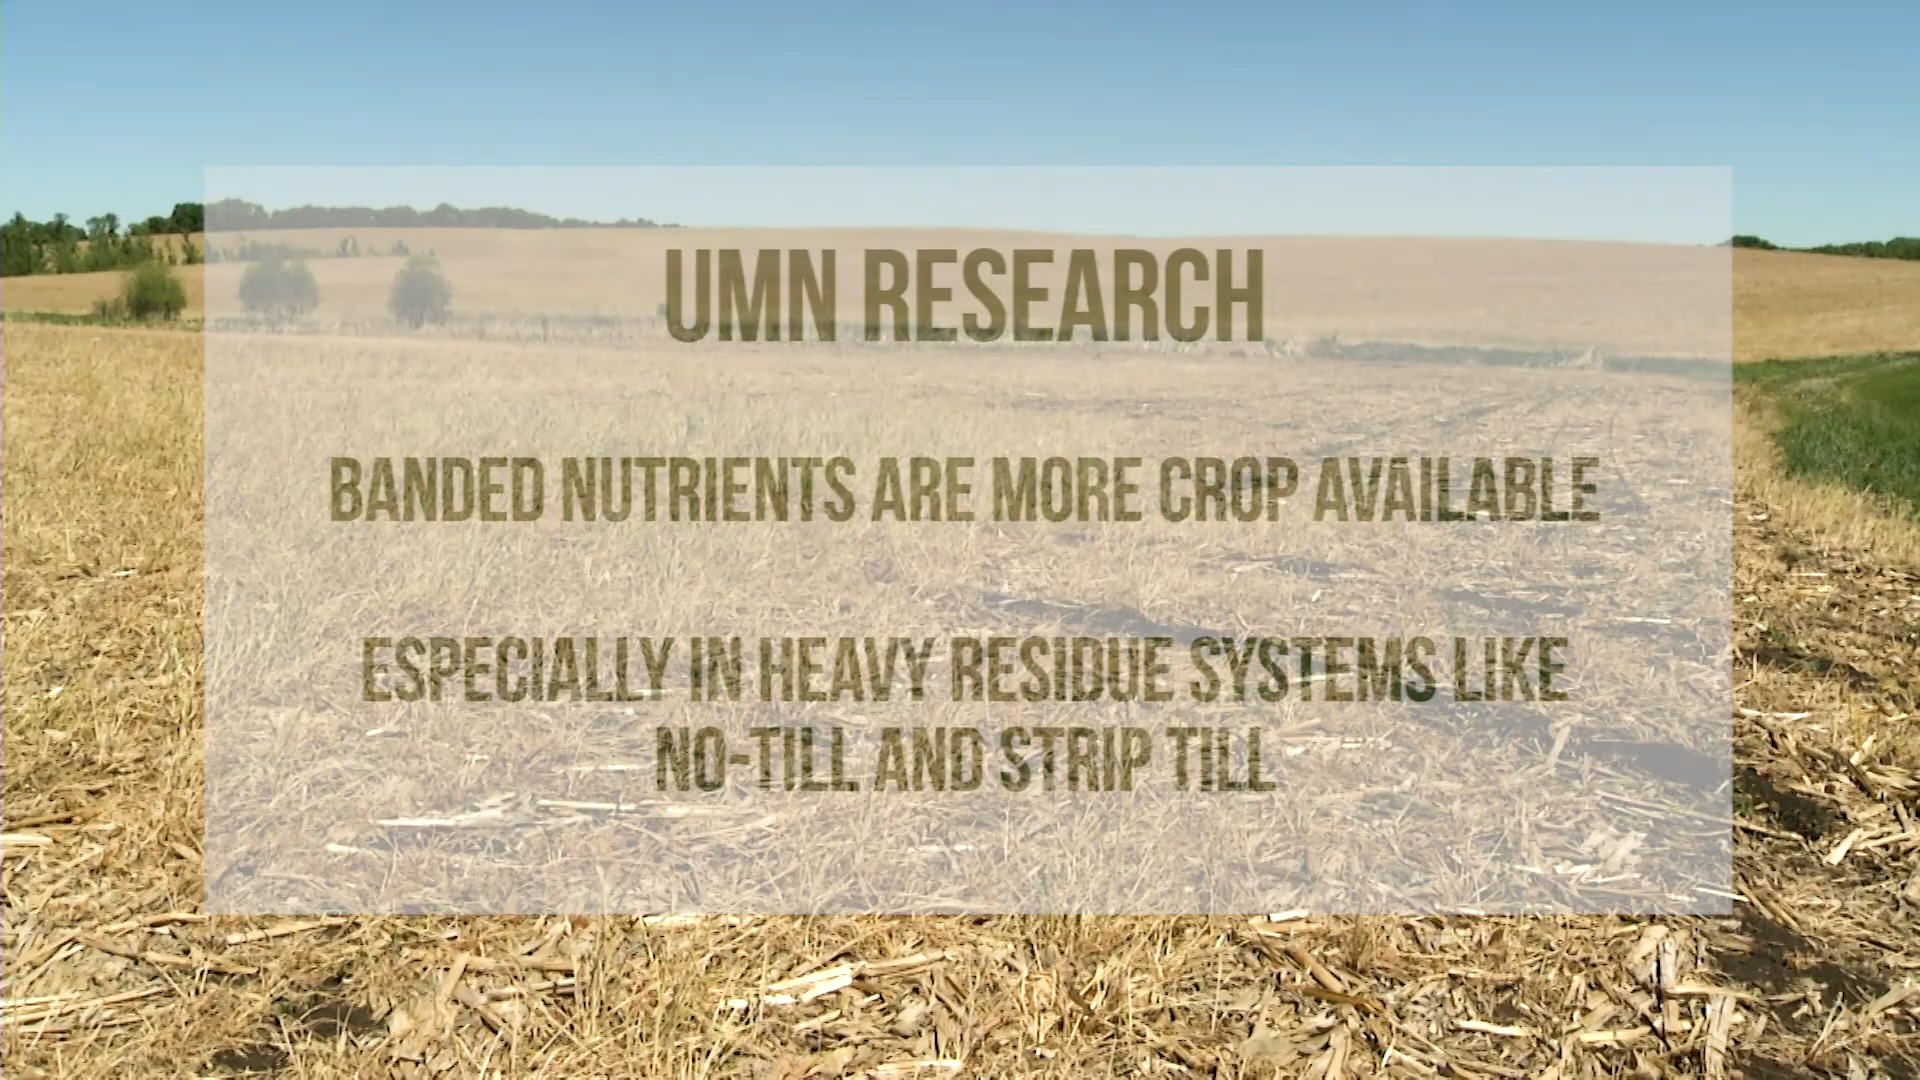 UMN RESEARCH
BANDED NUTRIENTS ARE MORE CROP AVAILABLE
ESPECIALLY IN HEAVY RESIDUE SYSTEMS LIKE
NO-TILL AND STRIP TILL